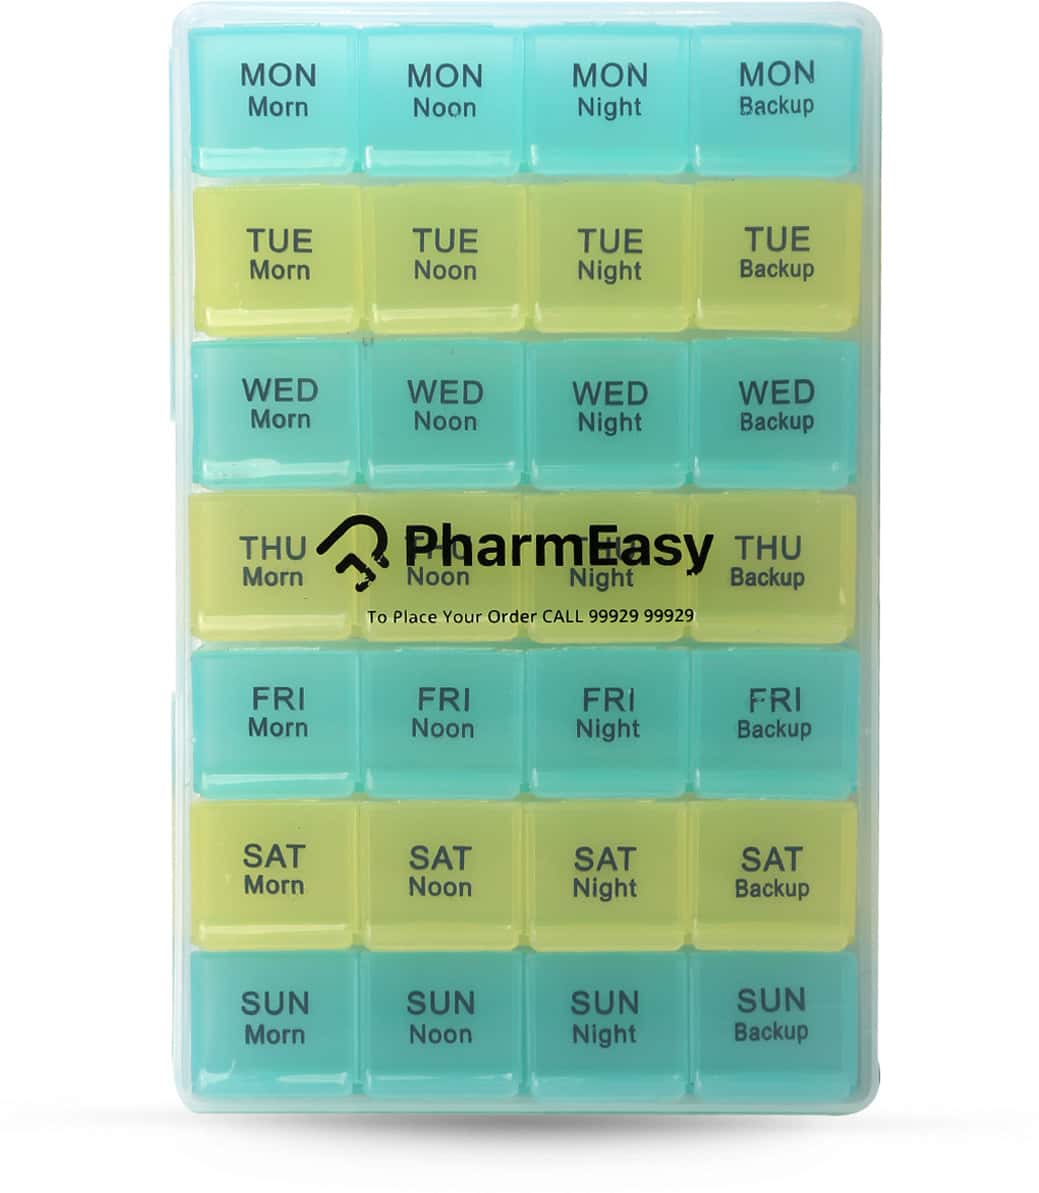 MON MON MON MON
Morn Noon Night Backup
TUE TUE TUE TUE
Morn Noon Night Backup
WED WED WED WED
Morn Noon Night Backup
PharmEasy
THU THU THU THU
Morn Noon Night Backup
To Place Your Order CALL 99929 99929
FRI FRI FRI FRI
Morn Noon Night Backup
SAT SAT SAT SAT
Morn Noon Night Backup
SUN SUN SUN SUN
Morn Noon Night Backup